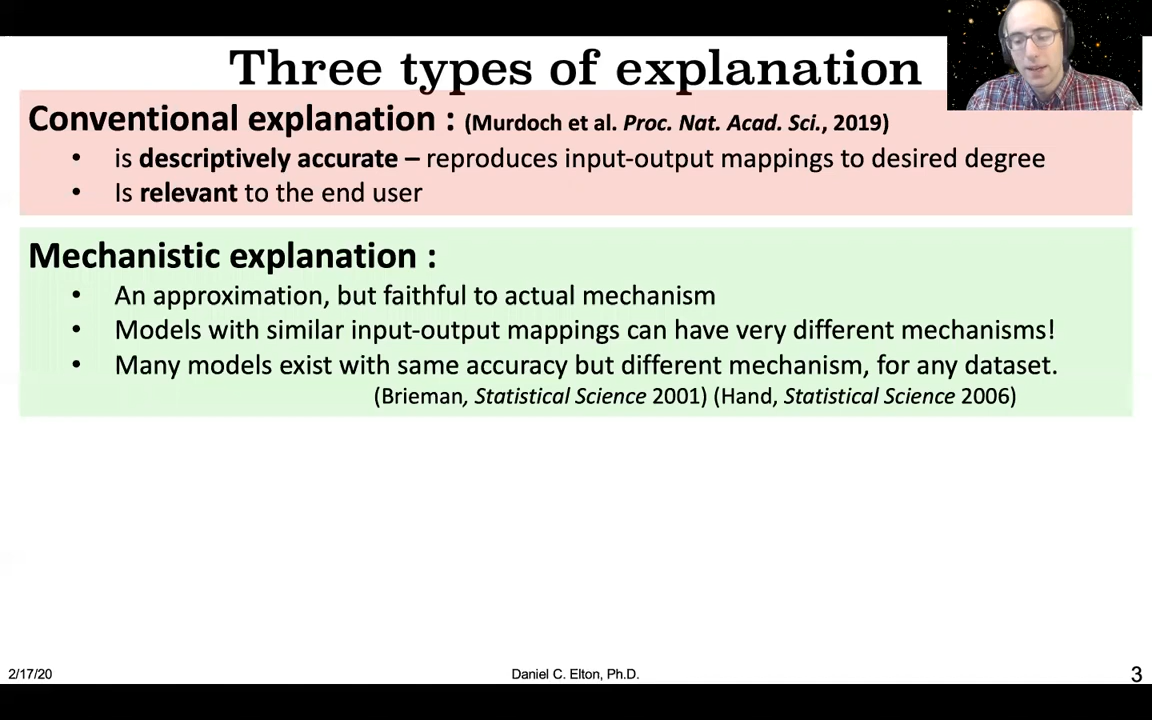 Three types of explanation
Conventional explanation : (Murdoch et al. Proc. Nat. Acad. Sci., 2019)
• is descriptively accurate – reproduces input-output mappings to desired degree
• Is relevant to the end user
Mechanistic explanation :
• An approximation, but faithful to actual mechanism
• Models with similar input-output mappings can have very different mechanisms!
• Many models exist with same accuracy but different mechanism, for any dataset.
(Brieman, Statistical Science 2001) (Hand, Statistical Science 2006)
2/17/20
Daniel C. Elton, Ph.D.
3